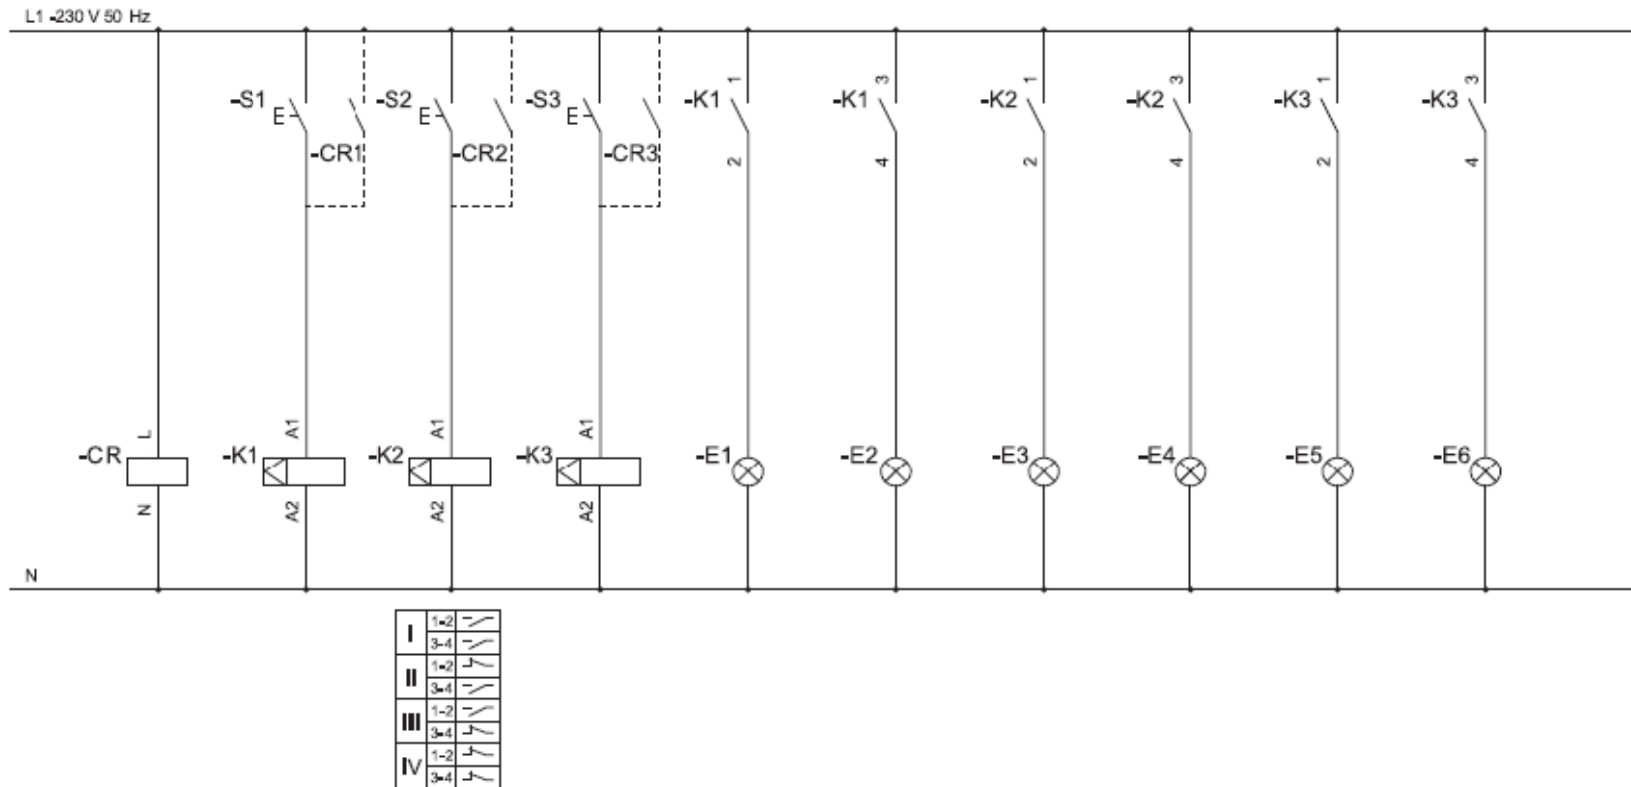 L1 ~230 V 50 Hz
-S1
E
-CR1
-S2
E
-CR2
-S3
E
-CR3
-K1
1
2
-K1
3
4
-K2
1
2
-K2
3
4
-K3
1
2
-K3
3
4
-CR
L
N
-K1
A1
A2
-K2
A1
A2
-K3
A1
A2
-E1
-E2
-E3
-E4
-E5
-E6
N
I
1-2
3-4
II
1-2
3-4
III
1-2
3-4
IV
1-2
3-4